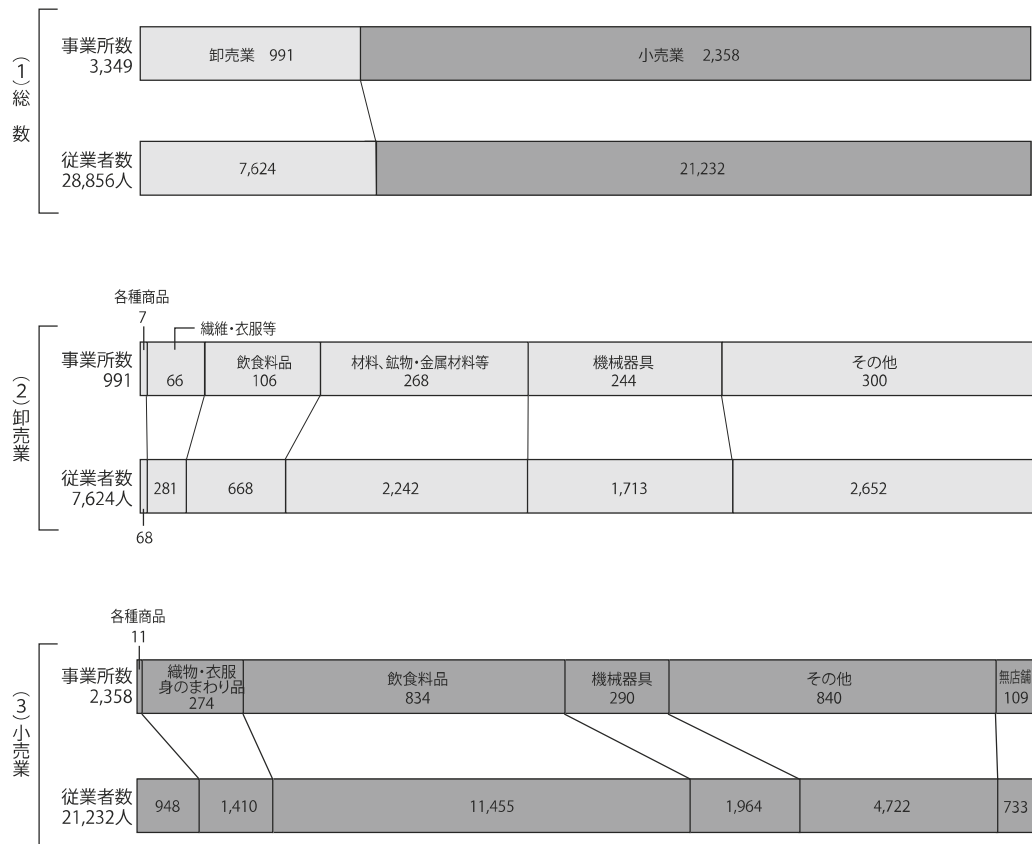 (1)総 数
事業所数
3,349
卸売業 991
小売業 2,358
従業者数
28,856人
7,624
21,232
(2)卸売業
各種商品
7
繊維・衣服等
事業所数
991
66
飲食料品
106
材料、鉱物・金属材料等
268
機械器具
244
その他
300
従業者数
7,624人
281
668
2,242
1,713
2,652
68
(3)小売業
各種商品
11
事業所数
2,358
織物・衣服
身のまわり品
274
飲食料品
834
機械器具
290
その他
840
無店舗
109
従業者数
21,232人
948
1,410
11,455
1,964
4,722
733